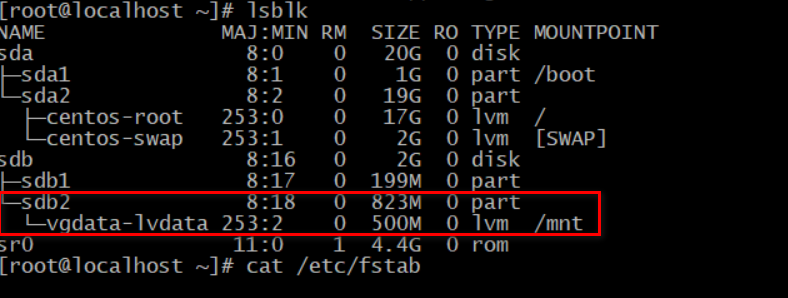 [root@localhost ~]# lsblk
NAME MAJ:MIN RM SIZE RO TYPE MOUNTPOINT
sda 8:0 0 20G 0 disk
├─sda1 8:1 0 1G 0 part /boot
└─sda2 8:2 0 19G 0 part
├─centos-root 253:0 0 17G 0 lvm /
└─centos-swap 253:1 0 2G 0 lvm [SWAP]
sdb 8:16 0 2G 0 disk
├─sdb1 8:17 0 199M 0 part
└─sdb2 8:18 0 823M 0 part
└─vgdata-lvdata 253:2 0 500M 0 lvm /mnt
sr0 11:0 1 4.4G 0 rom
[root@localhost ~]# cat /etc/fstab